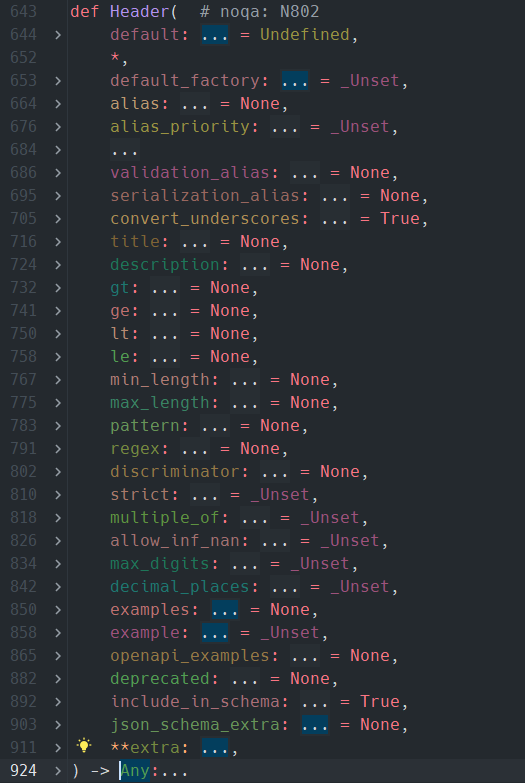 643 def Header(  # noqa: N802
644 > default: ... = Undefined,
652 *,
653 > default_factory: ... = _Unset,
664 > alias: ... = None,
676 > alias_priority: ... = _Unset,
684 > ...
686 > validation_alias: ... = None,
695 > serialization_alias: ... = None,
705 > convert_underscores: ... = True,
716 > title: ... = None,
724 > description: ... = None,
732 > gt: ... = None,
741 > ge: ... = None,
750 > lt: ... = None,
758 > le: ... = None,
767 > min_length: ... = None,
775 > max_length: ... = None,
783 > pattern: ... = None,
791 > regex: ... = None,
802 > discriminator: ... = None,
810 > strict: ... = _Unset,
818 > multiple_of: ... = _Unset,
826 > allow_inf_nan: ... = _Unset,
834 > max_digits: ... = _Unset,
842 > decimal_places: ... = _Unset,
850 > examples: ... = None,
858 > example: ... = _Unset,
865 > openapi_examples: ... = None,
882 > deprecated: ... = None,
892 > include_in_schema: ... = True,
903 > json_schema_extra: ... = None,
911 > **extra: ...,
924 > ) -> Any:...